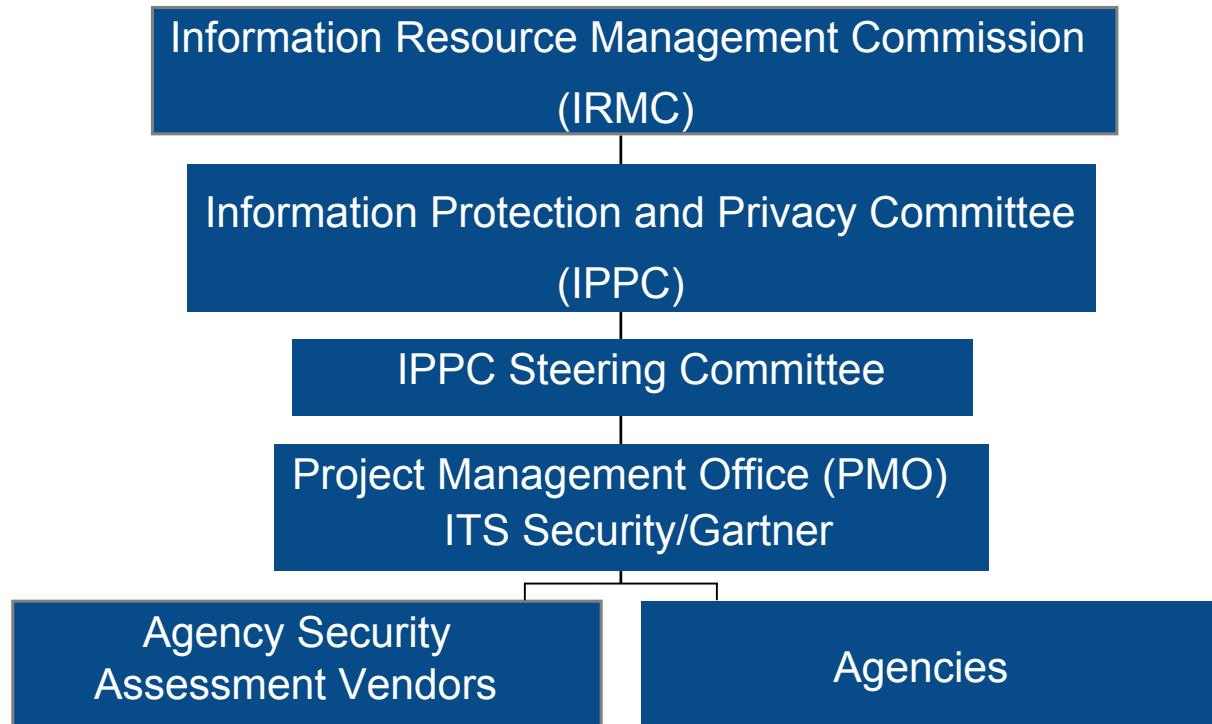 Information Resource Management Commission
(IRMC)
Information Protection and Privacy Committee
(IPPC)
IPPC Steering Committee
Project Management Office (PMO)
ITS Security/Gartner
Agency Security
Assessment Vendors
Agencies